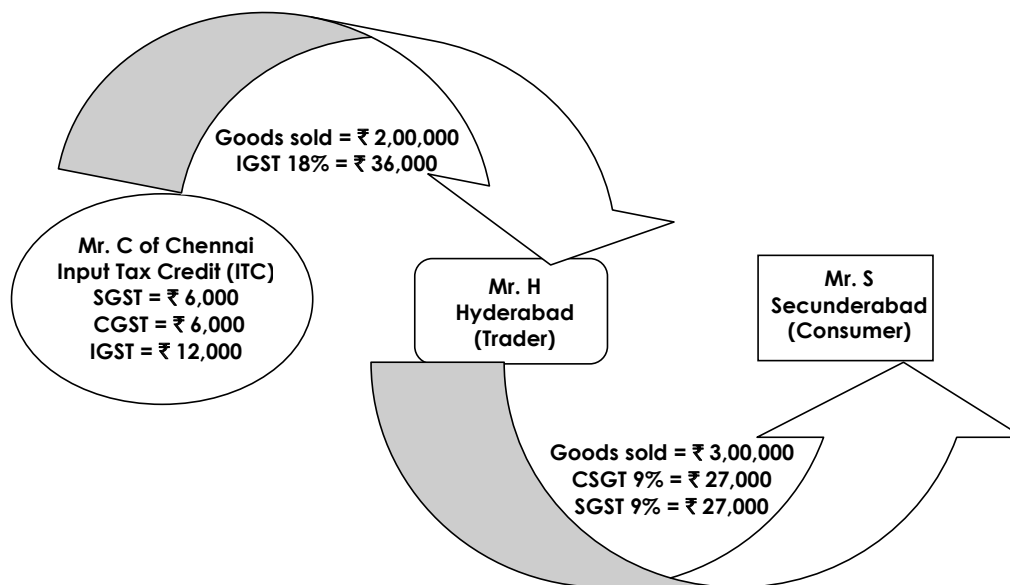 Goods sold = ₹ 2,00,000
IGST 18% = ₹ 36,000
Mr. C of Chennai
Input Tax Credit (ITC)
SGST = ₹ 6,000
CGST = ₹ 6,000
IGST = ₹ 12,000
Mr. H
Hyderabad
(Trader)
Mr. S
Secunderabad
(Consumer)
Goods sold = ₹ 3,00,000
CSGT 9% = ₹ 27,000
SGST 9% = ₹ 27,000